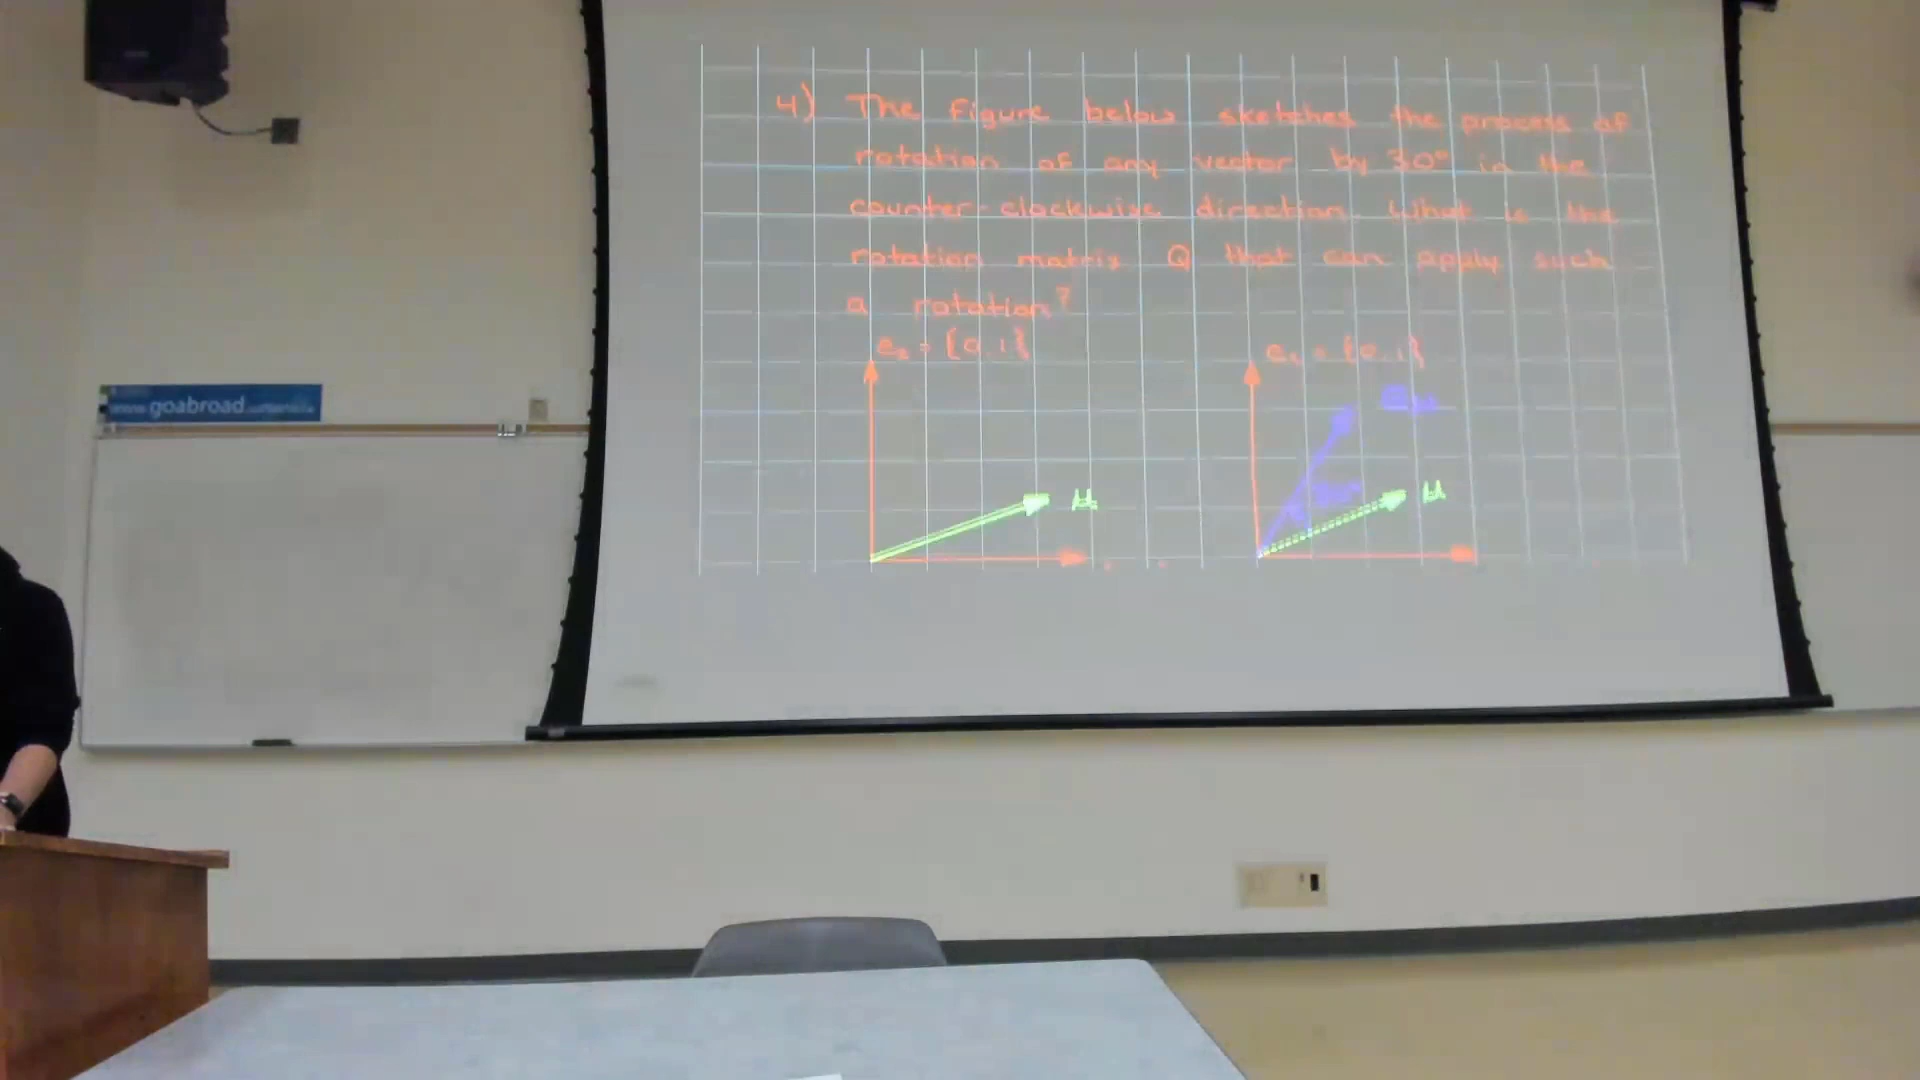 4) The figure below sketches the process of
rotation of any vector by 30° in the
counter-clockwise direction. What is the
rotation matrix Q that can apply such
a rotation?
e₂ = {0,1}
u
u
www.goabroad